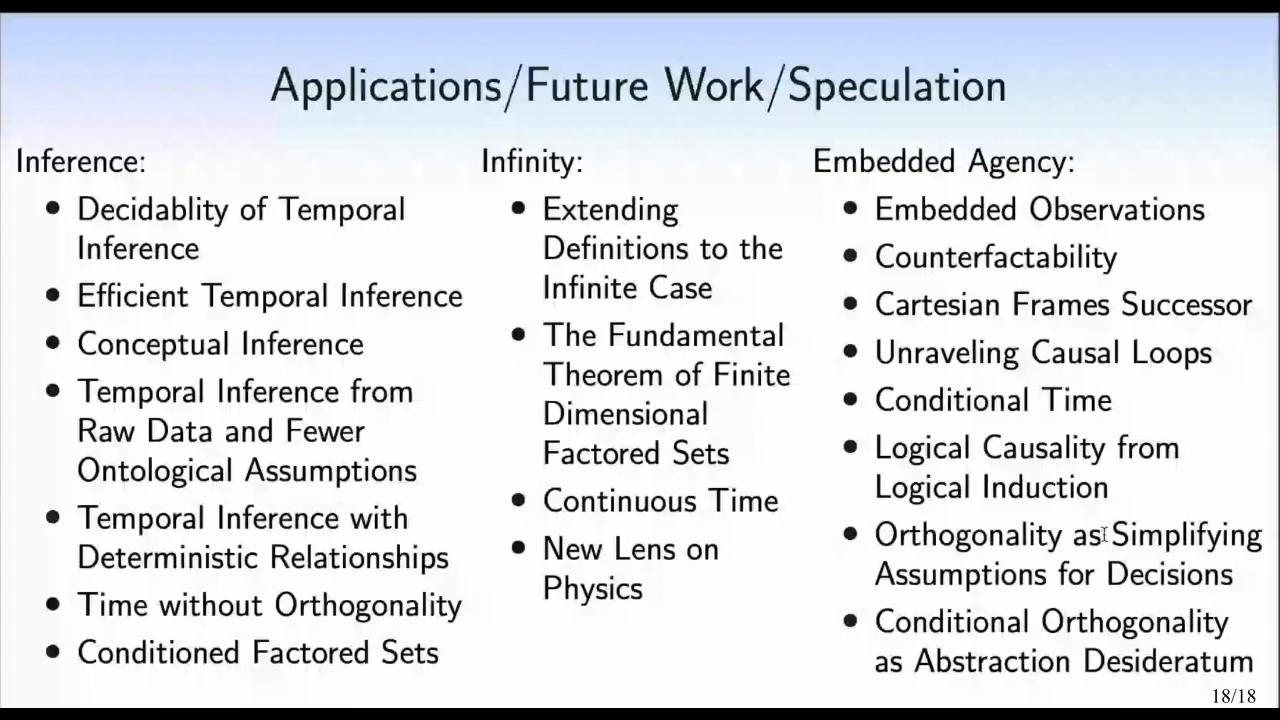 Applications/Future Work/Speculation
Inference:
• Decidablity of Temporal
Inference
• Efficient Temporal Inference
• Conceptual Inference
• Temporal Inference from
Raw Data and Fewer
Ontological Assumptions
• Temporal Inference with
Deterministic Relationships
• Time without Orthogonality
• Conditioned Factored Sets
Infinity:
• Extending
Definitions to the
Infinite Case
• The Fundamental
Theorem of Finite
Dimensional
Factored Sets
• Continuous Time
• New Lens on
Physics
Embedded Agency:
• Embedded Observations
• Counterfactability
• Cartesian Frames Successor
• Unraveling Causal Loops
• Conditional Time
• Logical Causality from
Logical Induction
• Orthogonality as Simplifying
Assumptions for Decisions
• Conditional Orthogonality
as Abstraction Desideratum
18/18